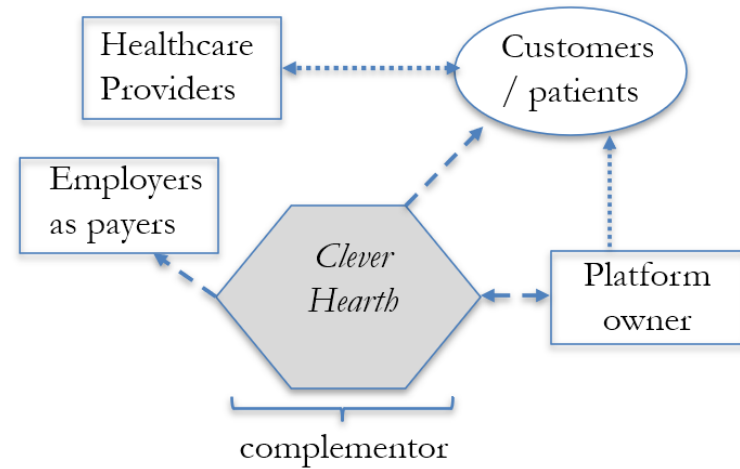 Healthcare
Providers
Customers
/ patients
Employers
as payers
Clever
Hearth
Platform
owner
complementor